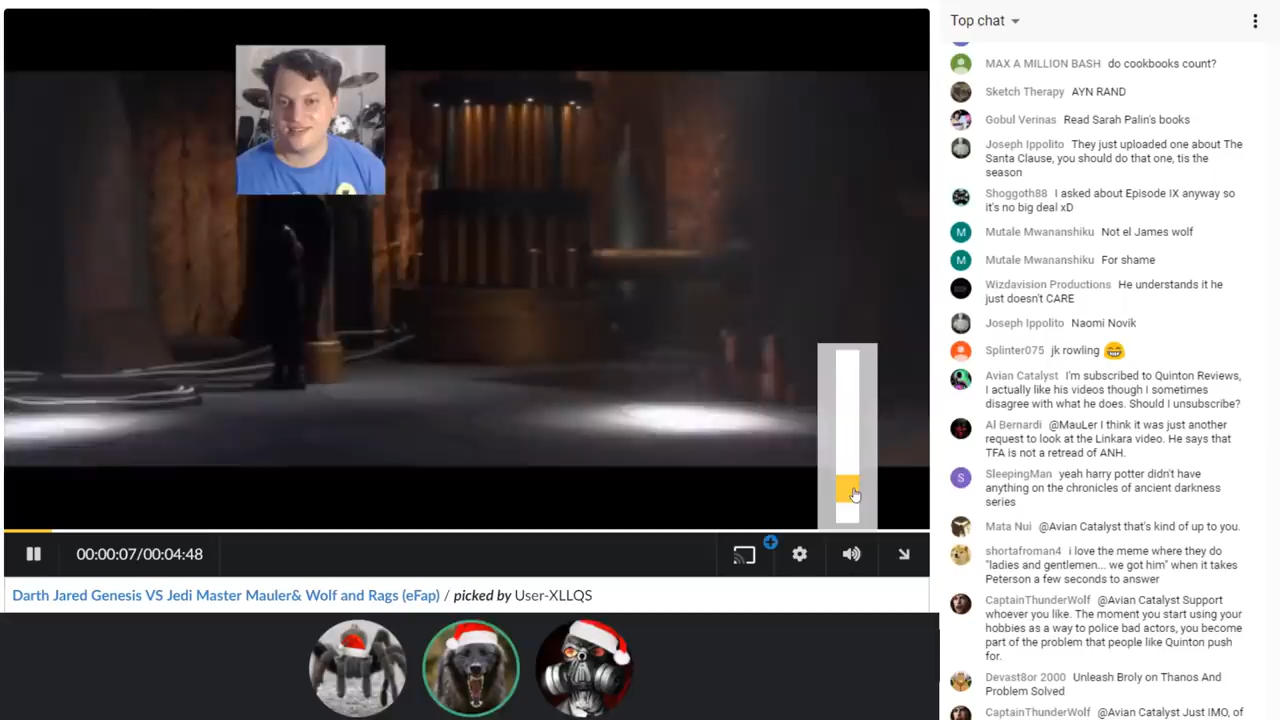 Top chat
MAX A MILLION BASH do cookbooks count?
Sketch Therapy AYN RAND
Gobul Verinas Read Sarah Palin's books
Joseph Ippolito They just uploaded one about The
Santa Clause, you should do that one, tis the
season
Shoggoth88 I asked about Episode IX anyway so
it's no big deal xD
M Mutale Mwananshiku Not el James wolf
M Mutale Mwananshiku For shame
Wizdavision Productions He understands it he
just doesn't CARE
Joseph Ippolito Naomi Novik
Splinter075 jk rowling
Avian Catalyst I'm subscribed to Quinton Reviews,
I actually like his videos though I sometimes
disagree with what he does. Should I unsubscribe?
Al Bernardi @MauLer I think it was just another
request to look at the Linkara video. He says that
TFA is not a retread of ANH.
S SleepingMan yeah harry potter didn't have
anything on the chronicles of ancient darkness
series
Mata Nui @Avian Catalyst that's kind of up to you.
shortafroman4 i love the meme where they do
"ladies and gentlemen... we got him" when it takes
Peterson a few seconds to answer
CaptainThunderWolf @Avian Catalyst Support
whoever you like. The moment you start using your
hobbies as a way to police bad actors, you become
part of the problem that people like Quinton push
for.
Devast8or 2000 Unleash Broly on Thanos And
Problem Solved
CaptainThunderWolf @Avian Catalyst Just IMO, of
00:00:07/00:04:48
Darth Jared Genesis VS Jedi Master Mauler& Wolf and Rags (eFap) / picked by User-XLLQS